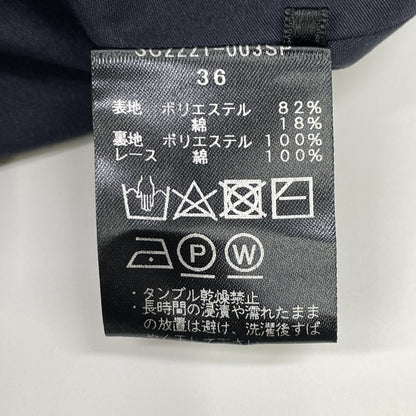 SC2221-003SP
36
表地 ポリエステル 82%
綿 18%
裏地 ポリエステル 100%
レース 綿 100%
P W
・タンブル乾燥禁止
・長時間の浸漬や濡れたまま
の放置は避け、洗濯後すば